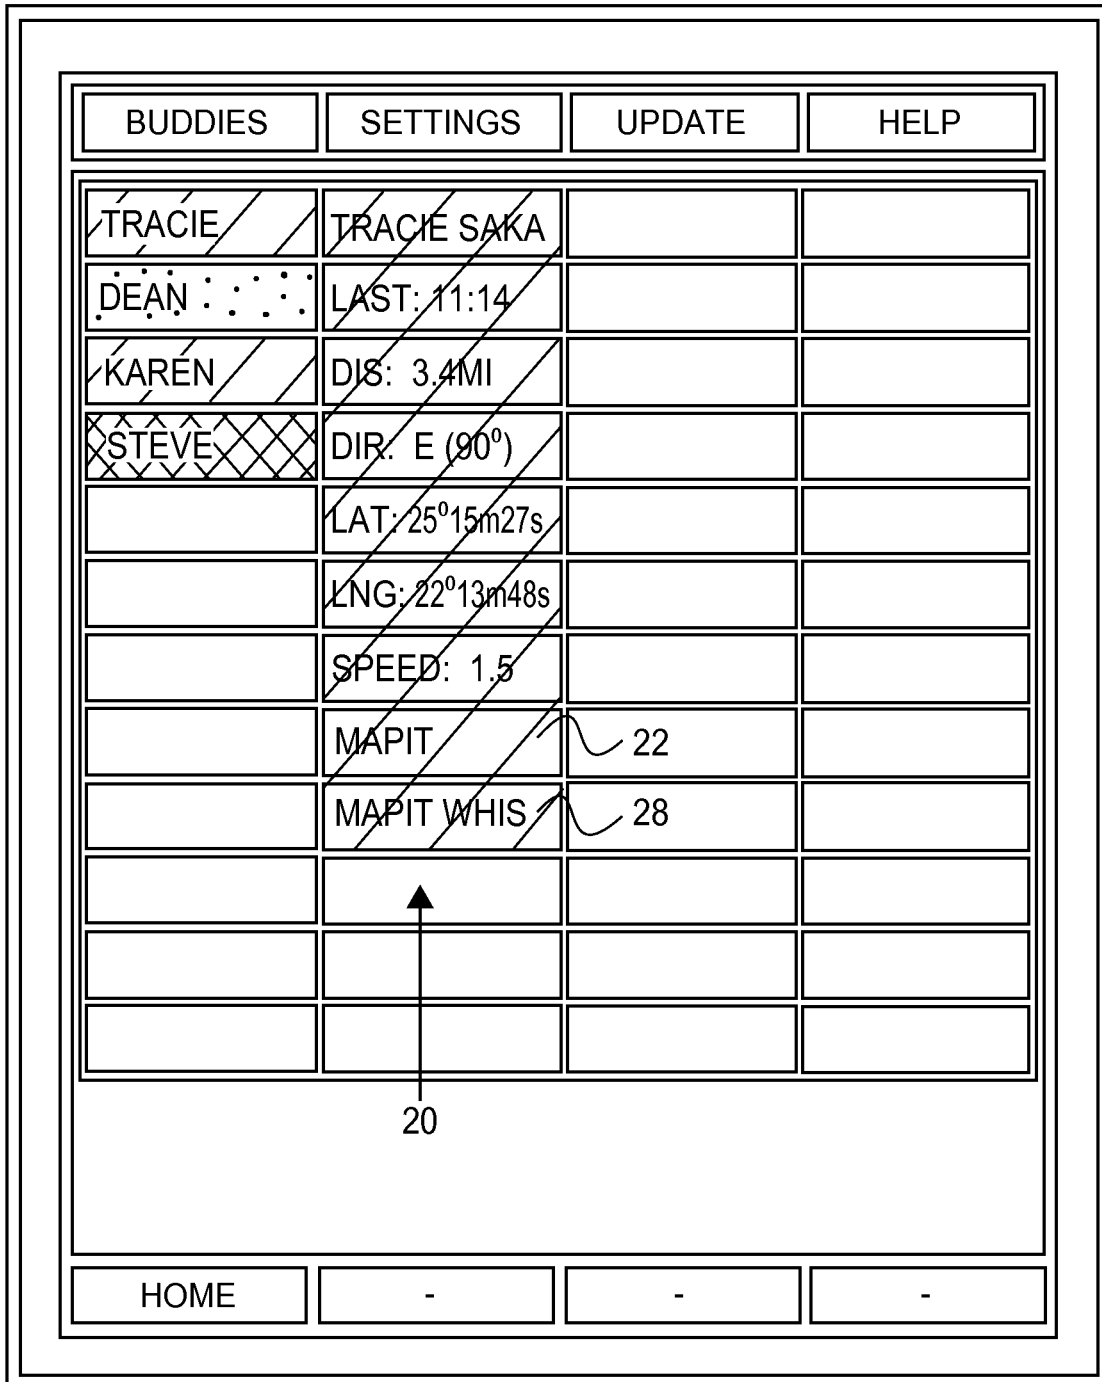 BUDDIES SETTINGS UPDATE HELP
TRACIE TRACIE SAKA
DEAN LAST: 11:14
KAREN DIS: 3.4MI
STEVE DIR: E (90⁰)
LAT: 25⁰15m27s
LNG: 22⁰13m48s
SPEED: 1.5
MAPIT 22
MAPIT WHIS 28
20
HOME - - -